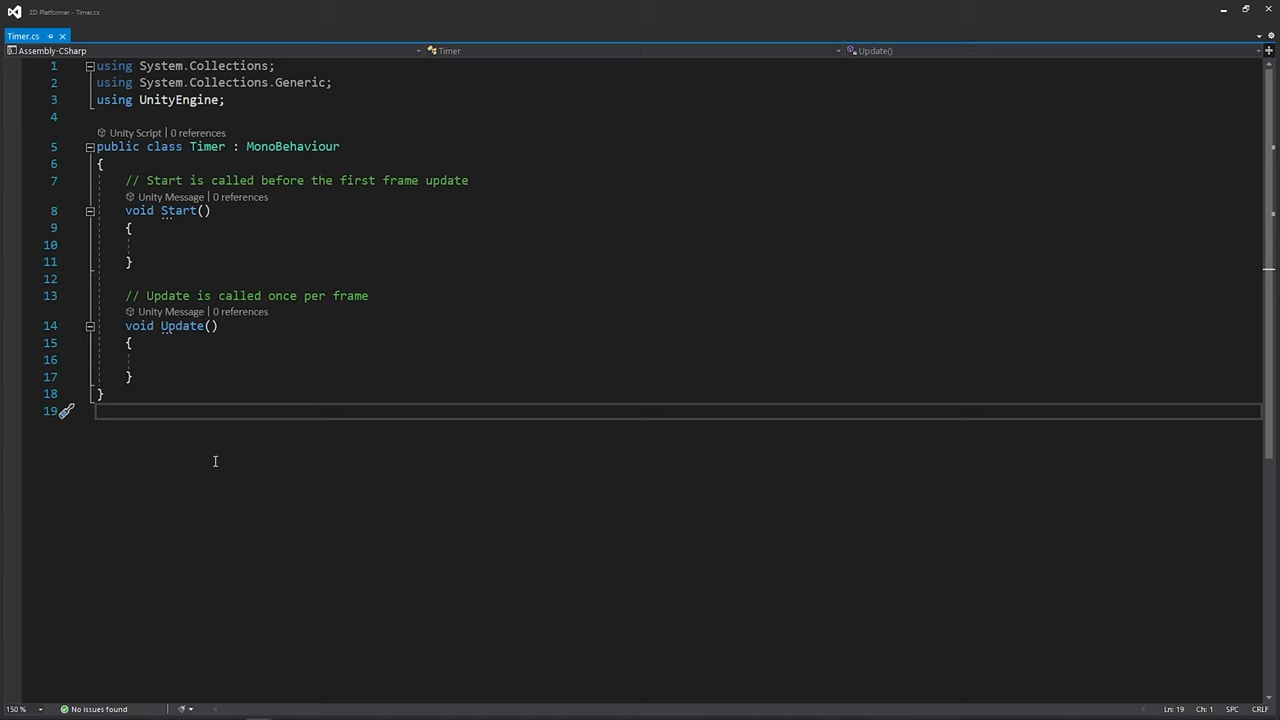 2D Platformer - Timer.cs
Timer.cs
Assembly-CSharp Timer Update()
1 using System.Collections;
2 using System.Collections.Generic;
3 using UnityEngine;
4
Unity Script | 0 references
5 public class Timer : MonoBehaviour
6 {
7 // Start is called before the first frame update
Unity Message | 0 references
8 void Start()
9 {
10
11 }
12
13 // Update is called once per frame
Unity Message | 0 references
14 void Update()
15 {
16
17 }
18 }
19
150 % No issues found Ln: 19 Ch: 1 SPC CRLF